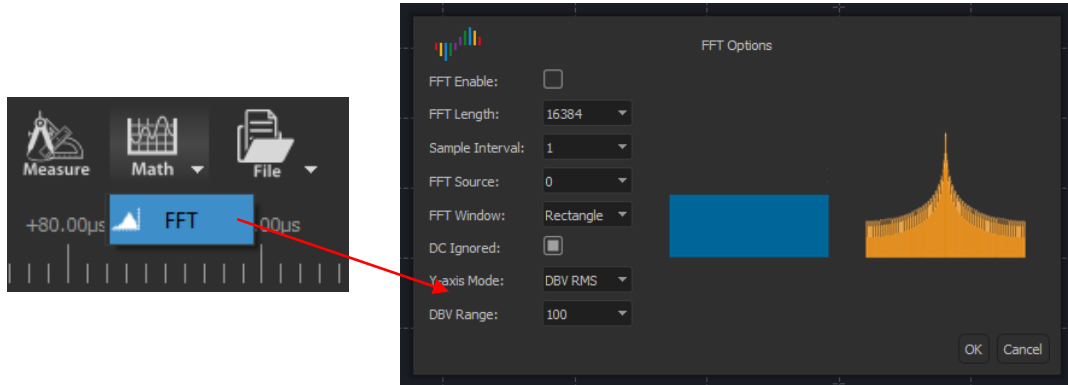 Measure Math File
FFT
+80.00µs .00µs
FFT Options
FFT Enable:
FFT Length: 16384
Sample Interval: 1
FFT Source: 0
FFT Window: Rectangle
DC Ignored:
Y-axis Mode: DBV RMS
DBV Range: 100
OK Cancel